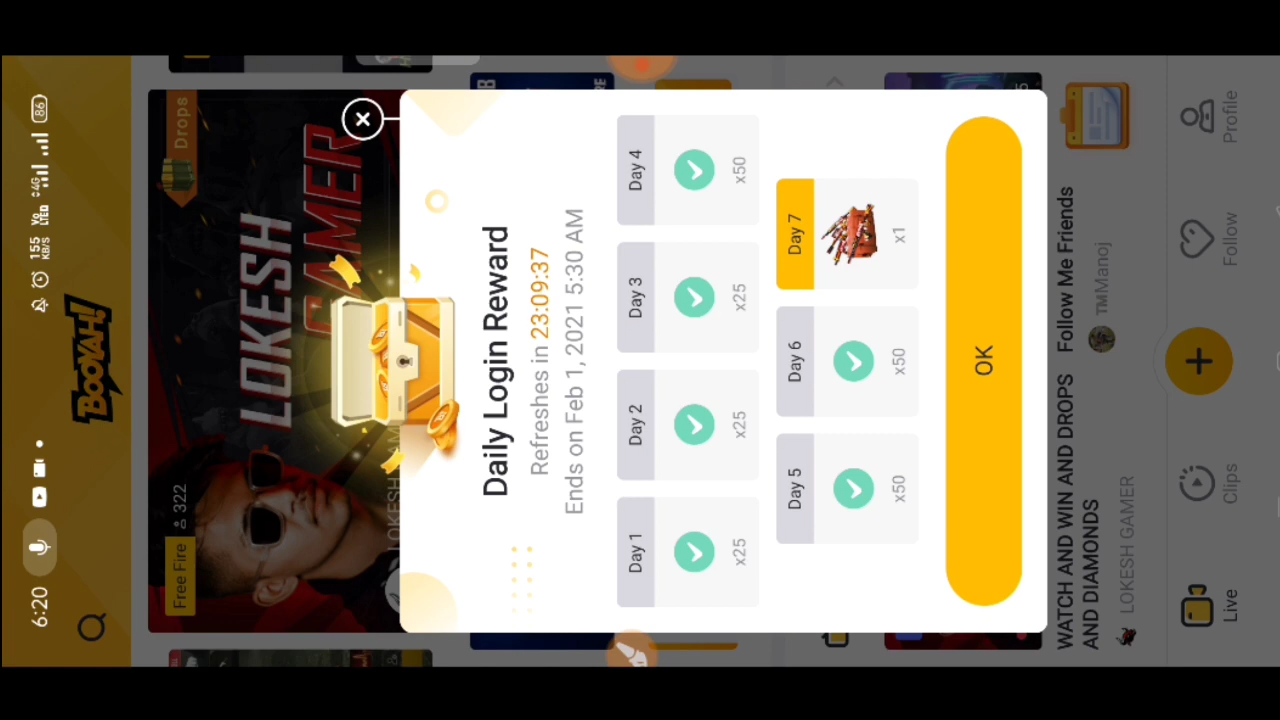 6:20
155
KB/S
Vo
LTED
4G
86
BOOYAH!
Drops
LOKESH
GAMER
Free Fire
322
Daily Login Reward
Refreshes in 23:09:37
Ends on Feb 1, 2021 5:30 AM
Day 1
Day 2
Day 3
Day 4
x25
x25
x25
x50
Day 5
Day 6
Day 7
x50
x50
x1
OK
WATCH AND WIN AND DROPS
AND DIAMONDS
LOKESH GAMER
Follow Me Friends
TMManoj
Live
Clips
Follow
Profile